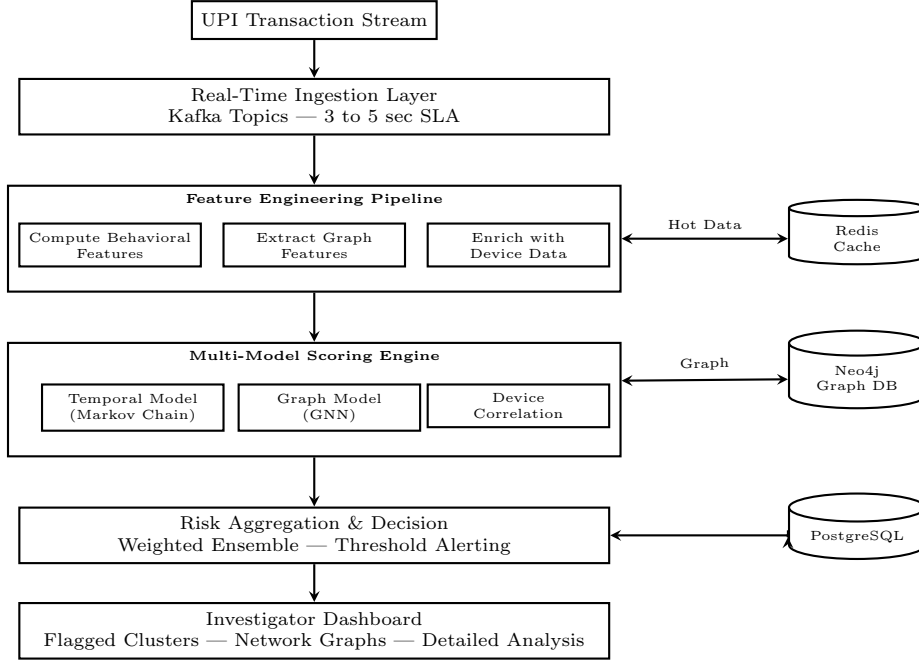 UPI Transaction Stream
Real-Time Ingestion Layer
Kafka Topics — 3 to 5 sec SLA
Feature Engineering Pipeline
Compute Behavioral
Features
Extract Graph
Features
Enrich with
Device Data
Hot Data
Redis
Cache
Multi-Model Scoring Engine
Temporal Model
(Markov Chain)
Graph Model
(GNN)
Device
Correlation
Graph
Neo4j
Graph DB
Risk Aggregation & Decision
Weighted Ensemble — Threshold Alerting
PostgreSQL
Investigator Dashboard
Flagged Clusters — Network Graphs — Detailed Analysis